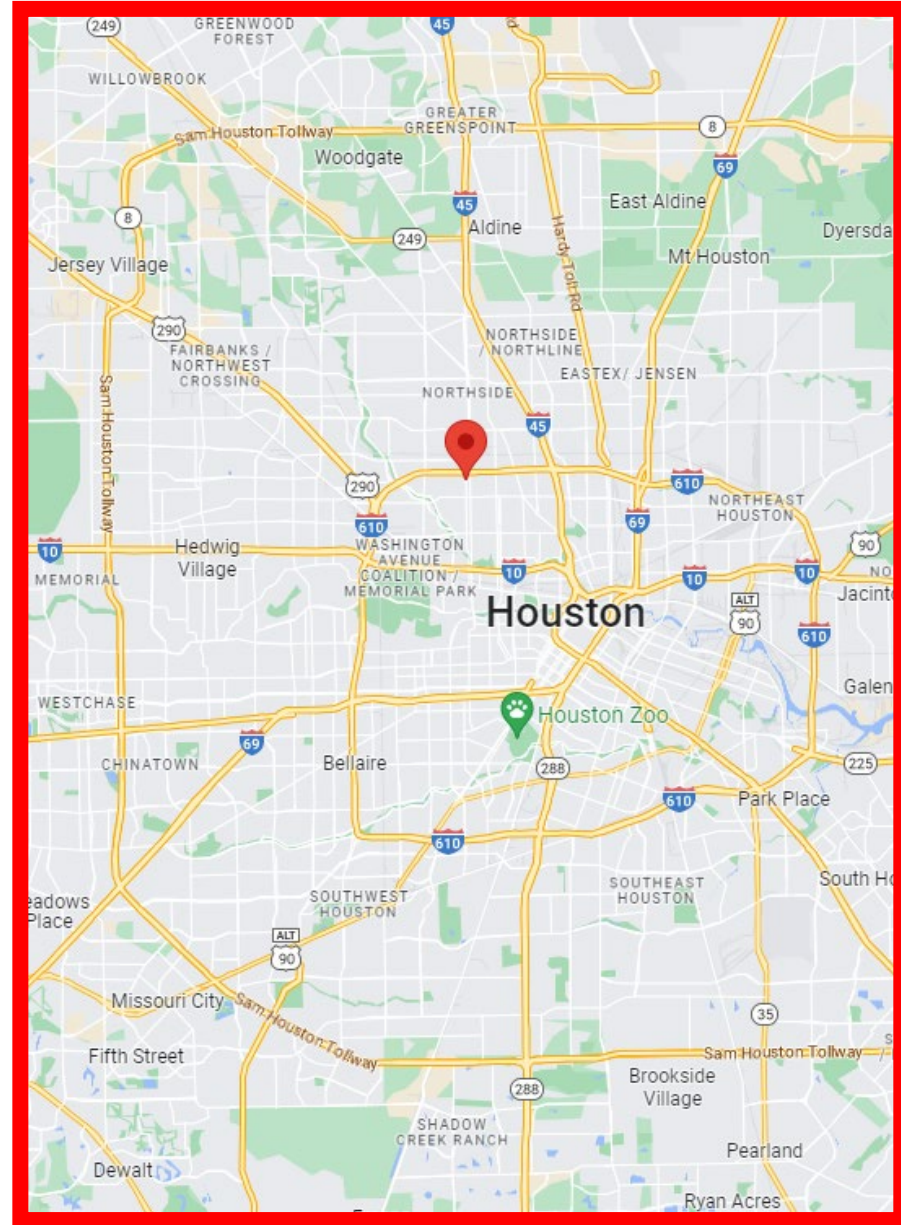 249
GREENWOOD
FOREST
45
Rd
WILLOWBROOK
GREATER
GREENSPOINT
Sam Houston Tollway
8
Woodgate
69
45
East Aldine
8
Aldine
249
Hardy Toll Rd
Dyersda
Jersey Village
Mt Houston
290
NORTHSIDE
/ NORTHLINE
FAIRBANKS /
NORTHWEST
CROSSING
EASTEX/ JENSEN
Sam Houston Tollway
NORTHSIDE
45
290
610
NORTHEAST
HOUSTON
610
69
10
Hedwig
Village
WASHINGTON
AVENUE
COALITION /
MEMORIAL PARK
90
MEMORIAL
10
10
10
NO
Jacint
ALT
90
Houston
610
WESTCHASE
Galen
Houston Zoo
69
CHINATOWN
Bellaire
288
225
610
Park Place
610
SOUTHWEST
HOUSTON
SOUTHEAST
HOUSTON
South Ho
eadows
Place
ALT
90
Missouri City
Sam Houston Tollway
35
Fifth Street
Sam Houston Tollway
/ S
Brookside
Village
288
SHADOW
CREEK RANCH
Pearland
Dewalt
Ryan Acres